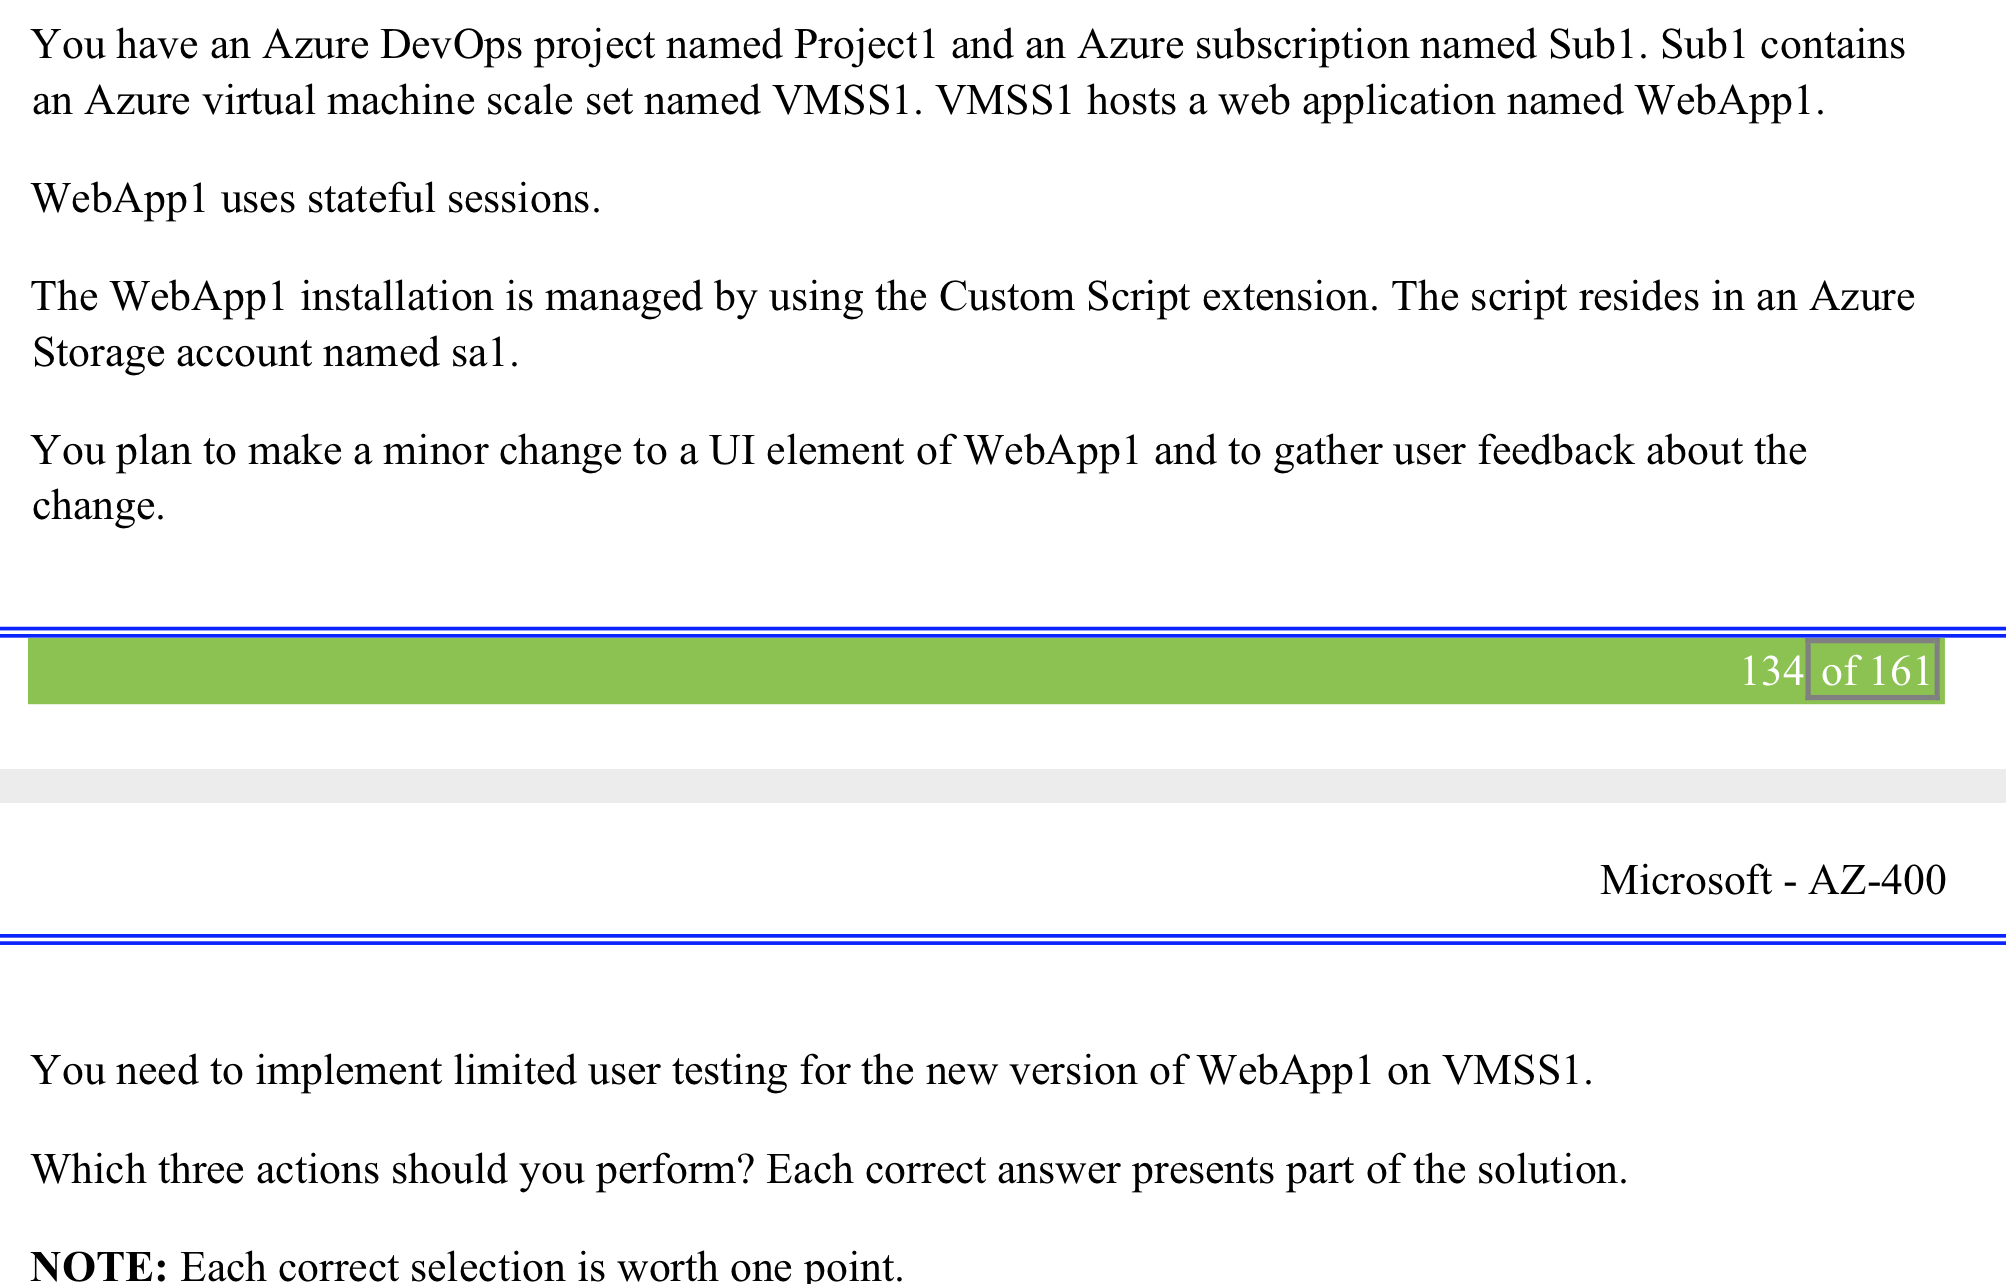 You have an Azure DevOps project named Project1 and an Azure subscription named Sub1. Sub1 contains
an Azure virtual machine scale set named VMSS1. VMSS1 hosts a web application named WebApp1.
WebApp1 uses stateful sessions.
The WebApp1 installation is managed by using the Custom Script extension. The script resides in an Azure
Storage account named sa1.
You plan to make a minor change to a UI element of WebApp1 and to gather user feedback about the
change.
134 of 161
Microsoft - AZ-400
You need to implement limited user testing for the new version of WebApp1 on VMSS1.
Which three actions should you perform? Each correct answer presents part of the solution.
NOTE: Each correct selection is worth one point.